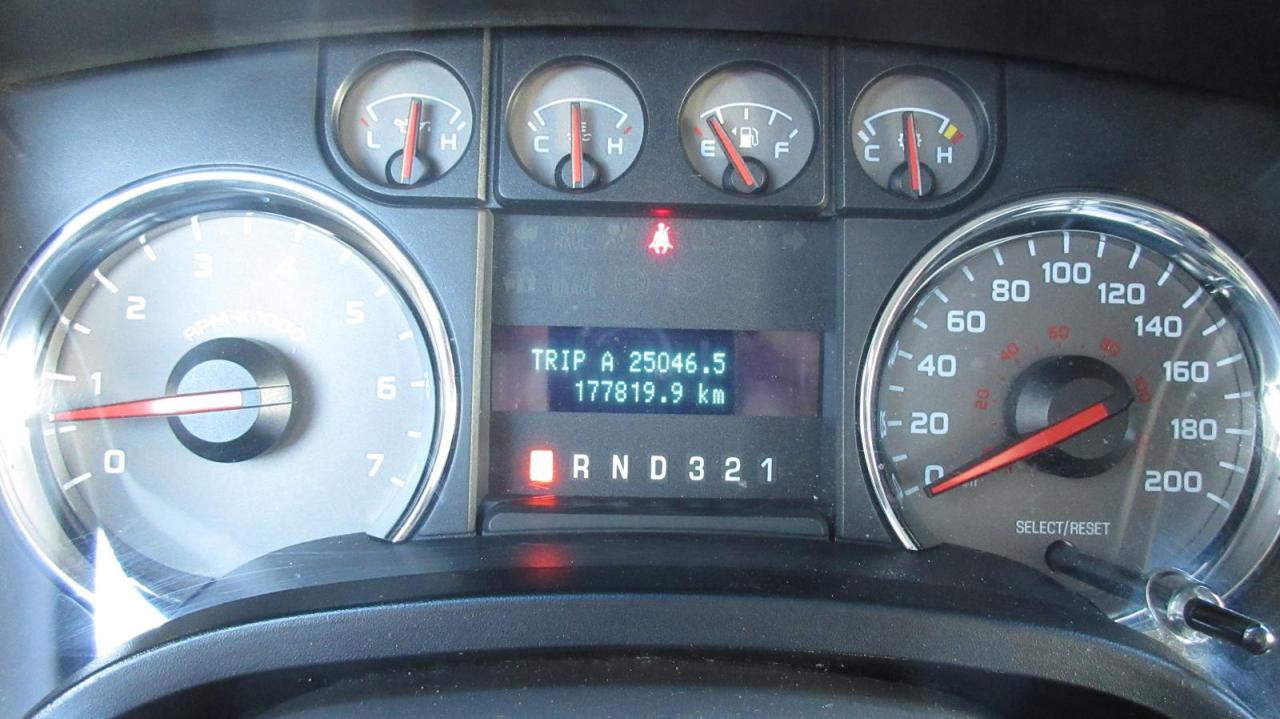 L H
C H
E F
C H
TOW
HAUL
BRAKE
0 1 2 3 4 5 6 7
RPM X 1000
TRIP A 25046.5
177819.9 km
R N D 3 2 1
0 20 40 60 80 100 120 140 160 180 200
20 40 60 80 100
SELECT/RESET